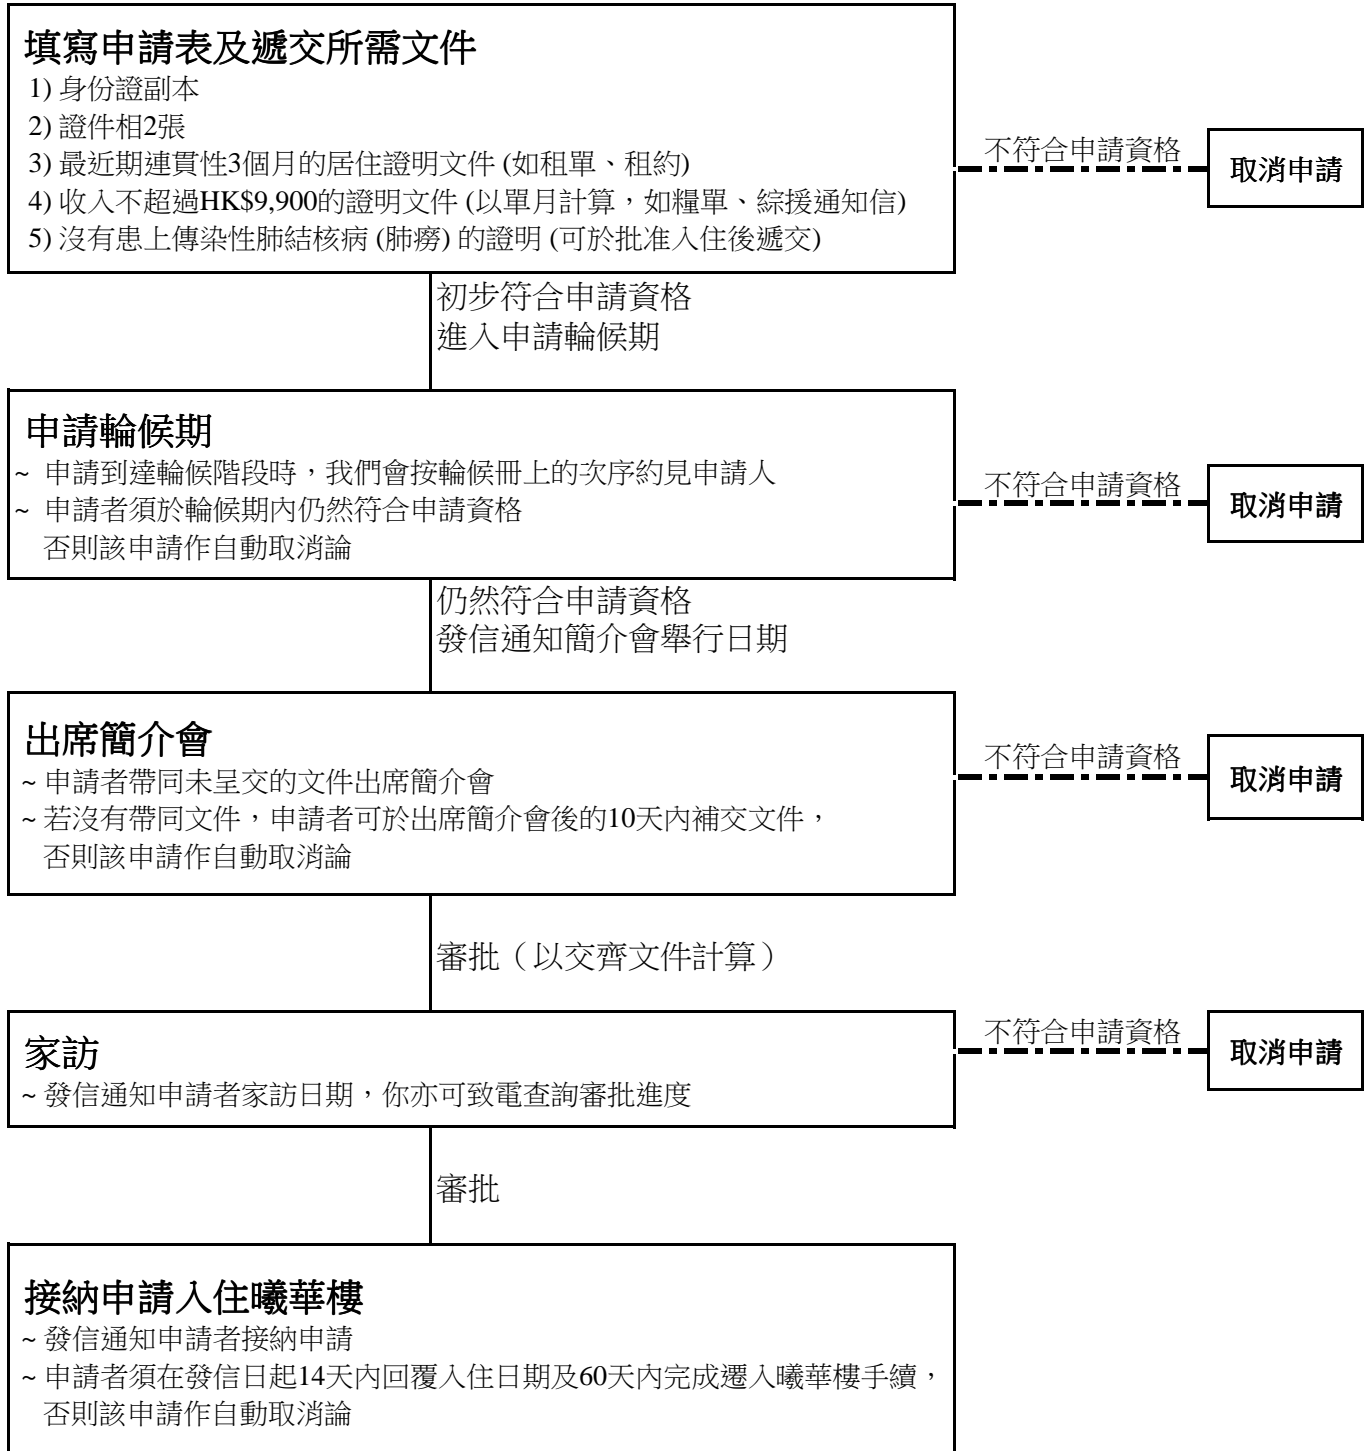 填寫申請表及遞交所需文件
1) 身份證副本
2) 證件相2張
3) 最近期連貫性3個月的居住證明文件 (如租單、租約)
4) 收入不超過HK$9,900的證明文件 (以單月計算，如糧單、綜援通知信)
5) 沒有患上傳染性肺結核病 (肺癆) 的證明 (可於批准入住後遞交)
不符合申請資格
取消申請
初步符合申請資格
進入申請輪候期
申請輪候期
~ 申請到達輪候階段時，我們會按輪候冊上的次序約見申請人
~ 申請者須於輪候期內仍然符合申請資格
否則該申請作自動取消論
不符合申請資格
取消申請
仍然符合申請資格
發信通知簡介會舉行日期
出席簡介會
~ 申請者帶同未呈交的文件出席簡介會
~ 若沒有帶同文件，申請者可於出席簡介會後的10天內補交文件，
否則該申請作自動取消論
不符合申請資格
取消申請
審批（以交齊文件計算）
家訪
~ 發信通知申請者家訪日期，你亦可致電查詢審批進度
不符合申請資格
取消申請
審批
接納申請入住曦華樓
~ 發信通知申請者接納申請
~ 申請者須在發信日起14天內回覆入住日期及60天內完成遷入曦華樓手續，
否則該申請作自動取消論